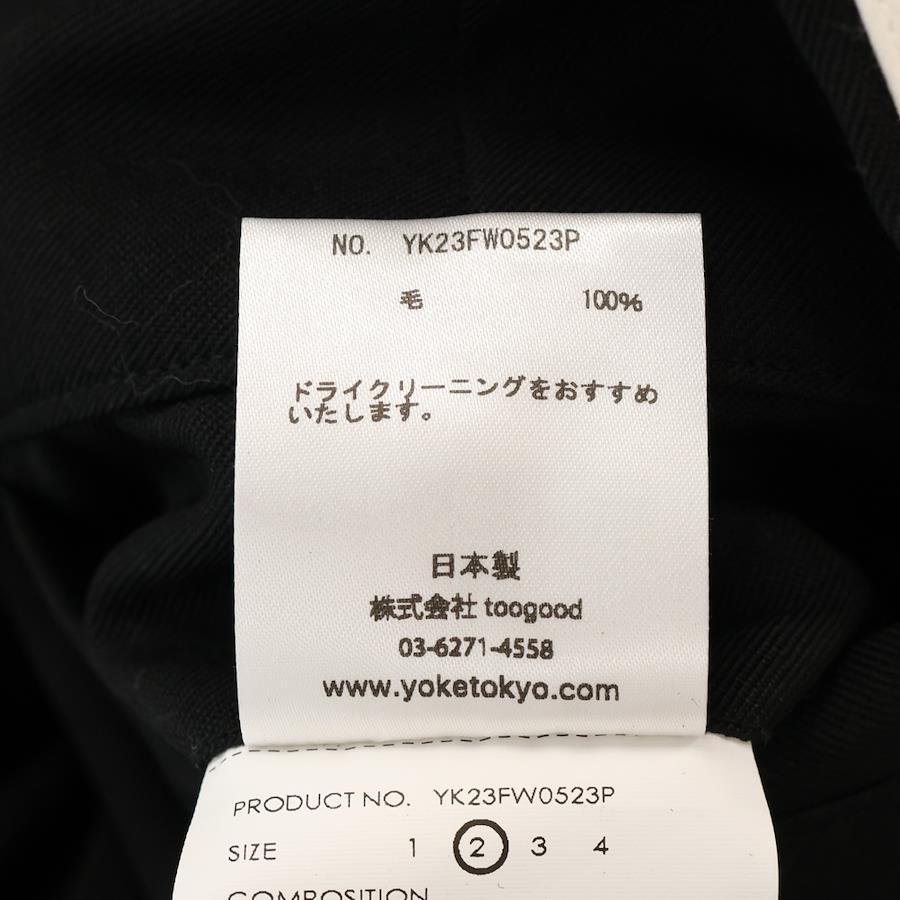 NO. YK23FW0523P
毛 100%
ドライクリーニングをおすすめ
いたします。
日本製
株式会社 toogood
03-6271-4558
www.yoketokyo.com
PRODUCT NO. YK23FW0523P
SIZE 1 2 3 4
COMPOSITION